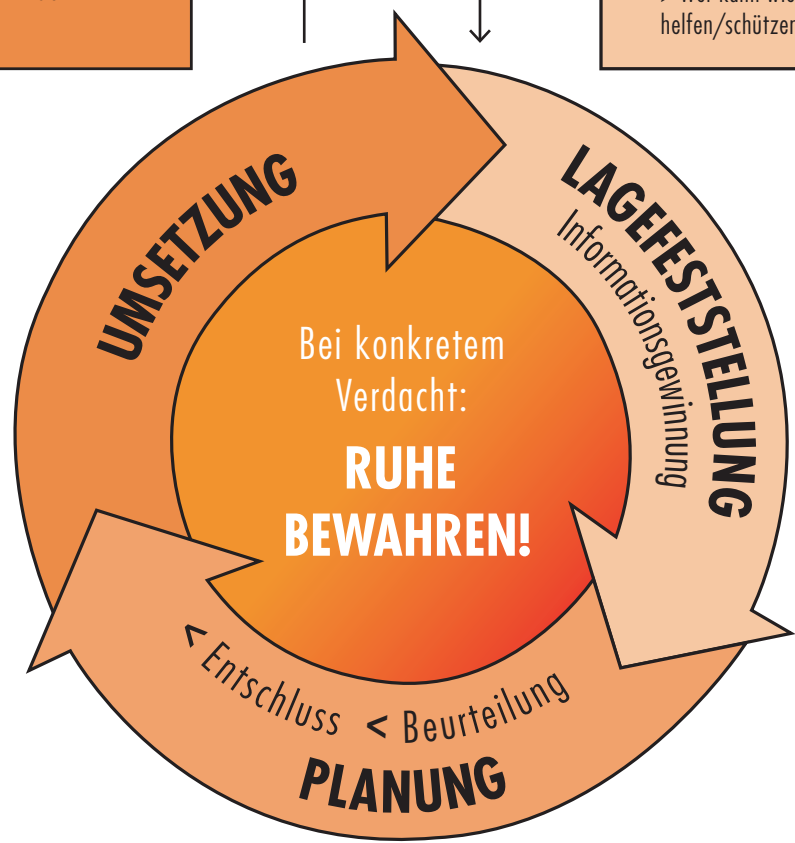 helfen/schützen
UMSETZUNG
LAGEFESTSTELLUNG
Informationsgewinnung
Bei konkretem
Verdacht:
RUHE
BEWAHREN!
< Entschluss < Beurteilung
PLANUNG